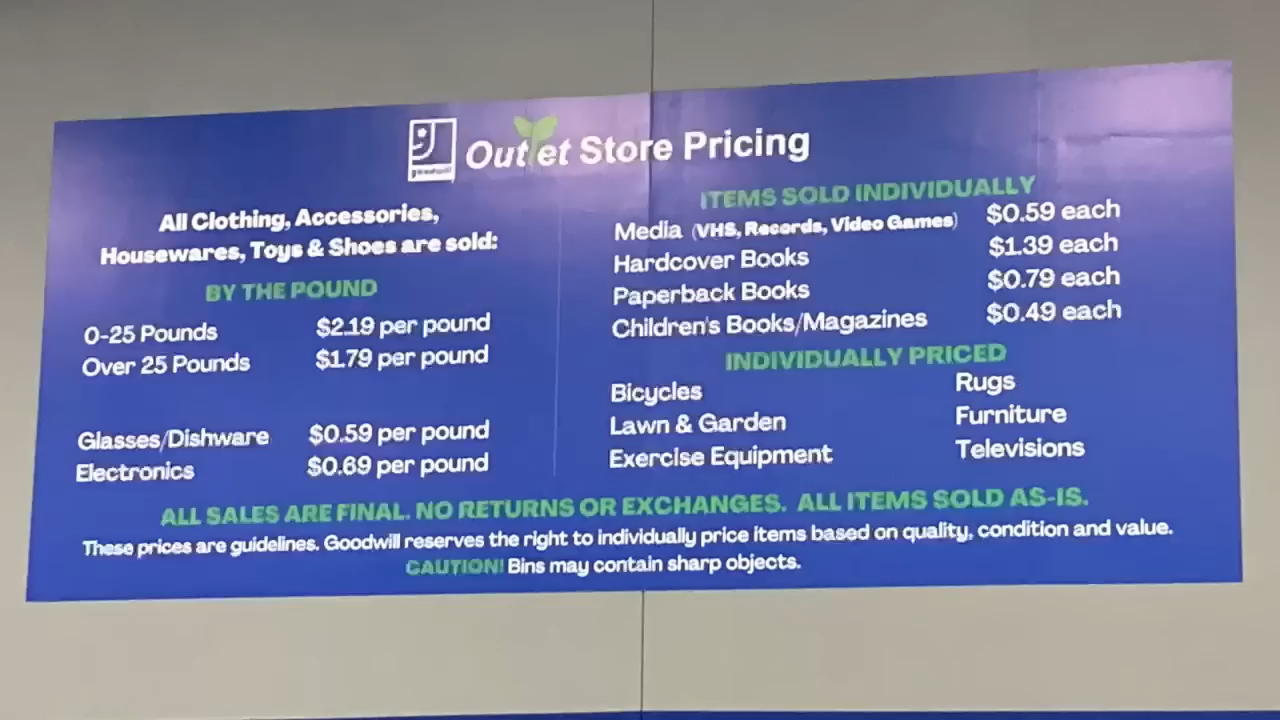 Outlet Store Pricing
All Clothing, Accessories,
Housewares, Toys & Shoes are sold:
BY THE POUND
0-25 Pounds $2.19 per pound
Over 25 Pounds $1.79 per pound
Glasses/Dishware $0.59 per pound
Electronics $0.69 per pound
ITEMS SOLD INDIVIDUALLY
Media (VHS, Records, Video Games) $0.59 each
Hardcover Books $1.39 each
Paperback Books $0.79 each
Children's Books/Magazines $0.49 each
INDIVIDUALLY PRICED
Bicycles Rugs
Lawn & Garden Furniture
Exercise Equipment Televisions
ALL SALES ARE FINAL. NO RETURNS OR EXCHANGES. ALL ITEMS SOLD AS-IS.
These prices are guidelines. Goodwill reserves the right to individually price items based on quality, condition and value.
CAUTION! Bins may contain sharp objects.